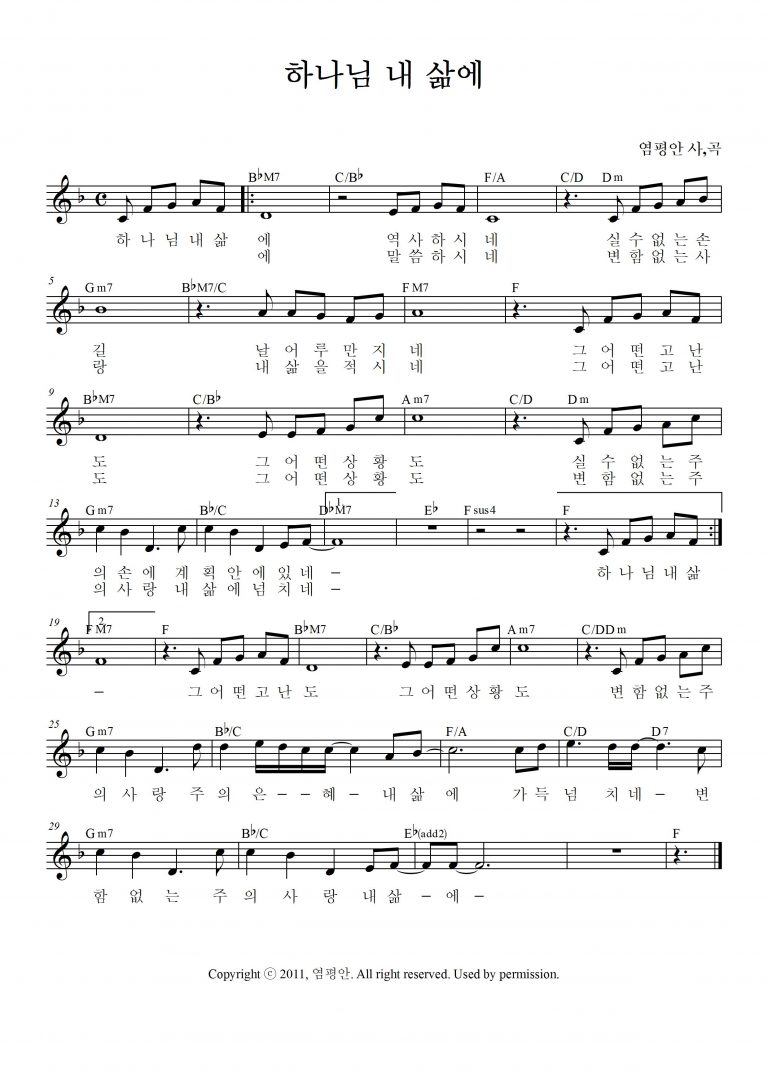 하나님 내 삶에
염평안 사,곡
B♭M7 C/B♭ F/A C/D Dm
하나님내삶 에 역사하시네 실수없는손
에 말씀하시네 변함없는사
5 Gm7 B♭M7/C FM7 F
길 날어루만지 네 그어떤고난
랑 내삶을적시 네 그어떤고난
9 B♭M7 C/B♭ Am7 C/D Dm
도 그어떤상황도 실수없는주
도 그어떤상황도 변함없는주
13 Gm7 B♭/C 1. D♭M7 E♭ Fsus4 F
의손에계획안에있네– 하나님내삶
의사랑내삶에넘치네–
19 2. FM7 F B♭M7 C/B♭ Am7 C/D Dm
– 그어떤고난도 그어떤상황도 변함없는주
25 Gm7 B♭/C F/A C/D D7
의사랑주의은––혜–내삶에 가득넘치네–변
29 Gm7 B♭/C E♭(add2) F
함없는주의사랑내삶–에–
Copyright ⓒ 2011, 염평안. All right reserved. Used by permission.